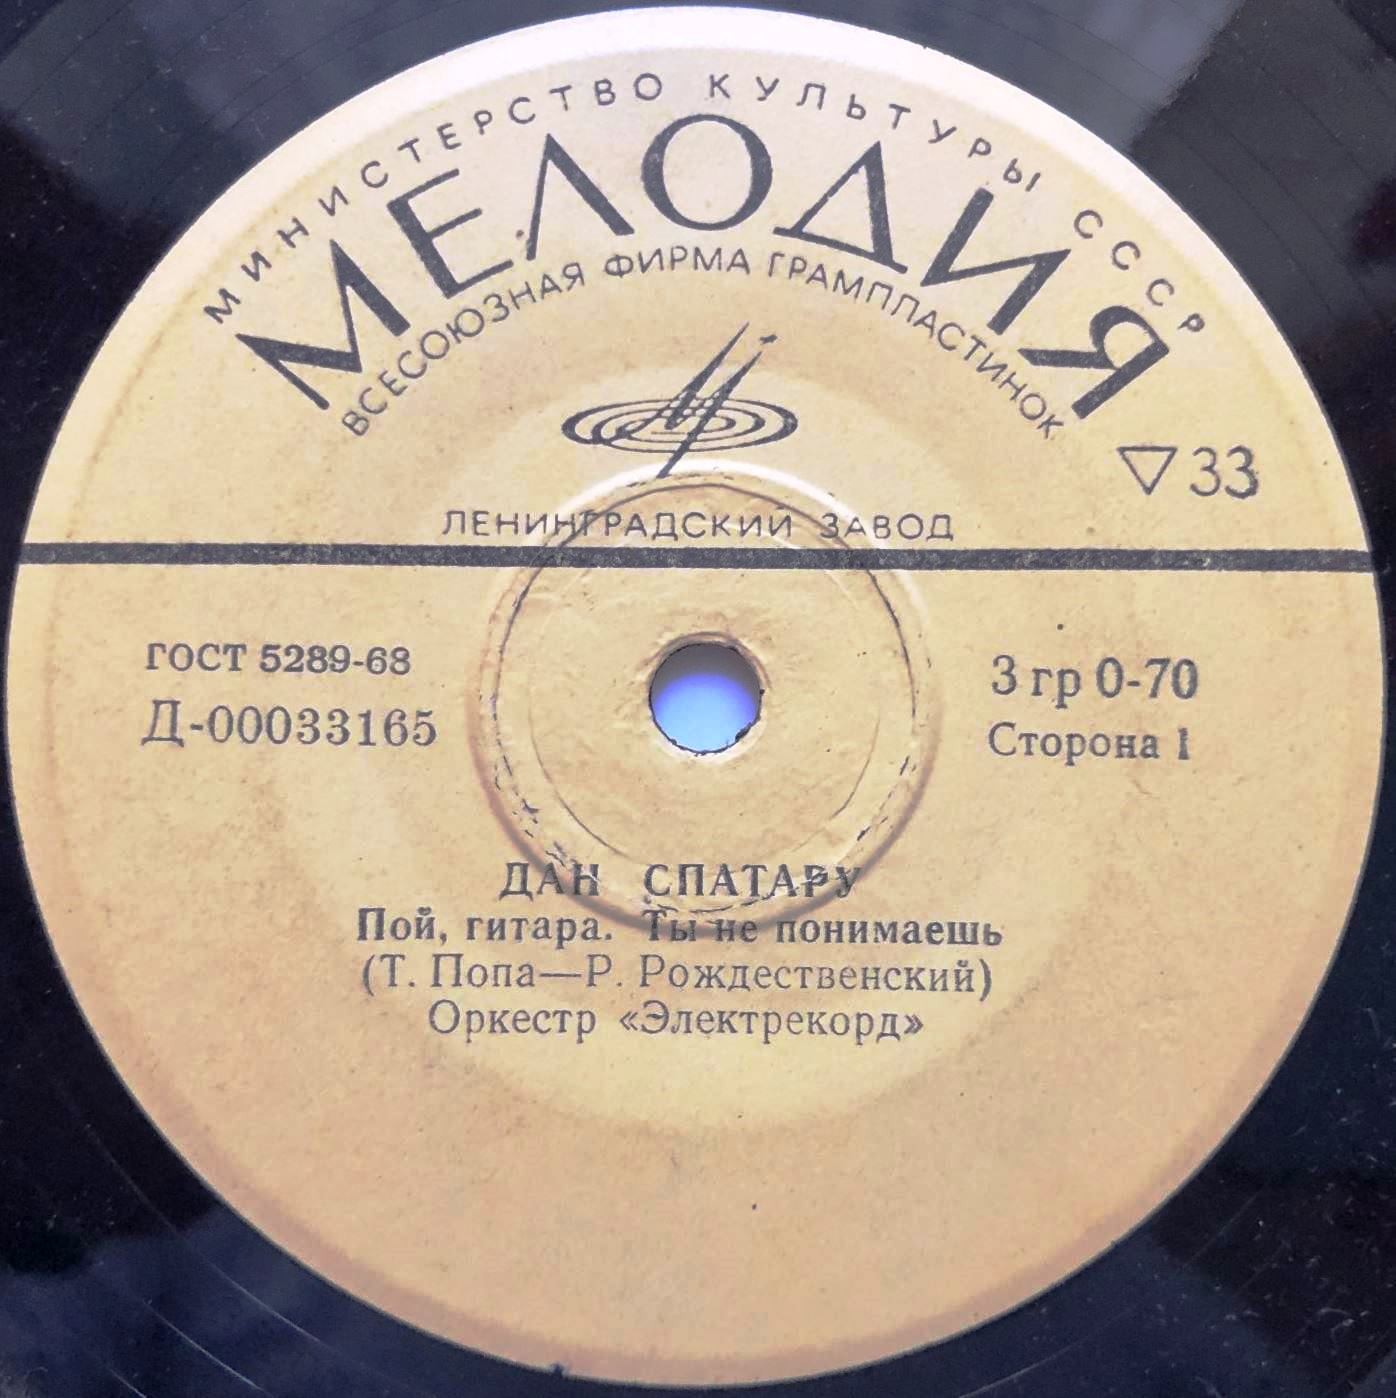 МИНИСТЕРСТВО КУЛЬТУРЫ СССР
МЕЛОДИЯ
ВСЕСОЮЗНАЯ ФИРМА ГРАМПЛАСТИНОК
33
ЛЕНИНГРАДСКИЙ ЗАВОД
ГОСТ 5289-68
Д-00033165
3 гр 0-70
Сторона 1
ДАН СПАТАРУ
Пой, гитара. Ты не понимаешь
(Т. Попа—Р. Рождественский)
Оркестр «Электрекорд»